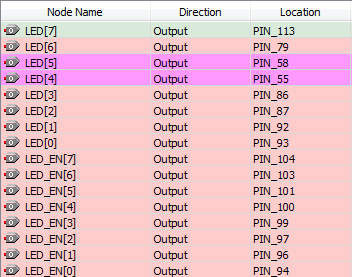 Node Name Direction Location
LED[7] Output PIN_113
LED[6] Output PIN_79
LED[5] Output PIN_58
LED[4] Output PIN_55
LED[3] Output PIN_86
LED[2] Output PIN_87
LED[1] Output PIN_92
LED[0] Output PIN_93
LED_EN[7] Output PIN_104
LED_EN[6] Output PIN_103
LED_EN[5] Output PIN_101
LED_EN[4] Output PIN_100
LED_EN[3] Output PIN_99
LED_EN[2] Output PIN_97
LED_EN[1] Output PIN_96
LED_EN[0] Output PIN_94